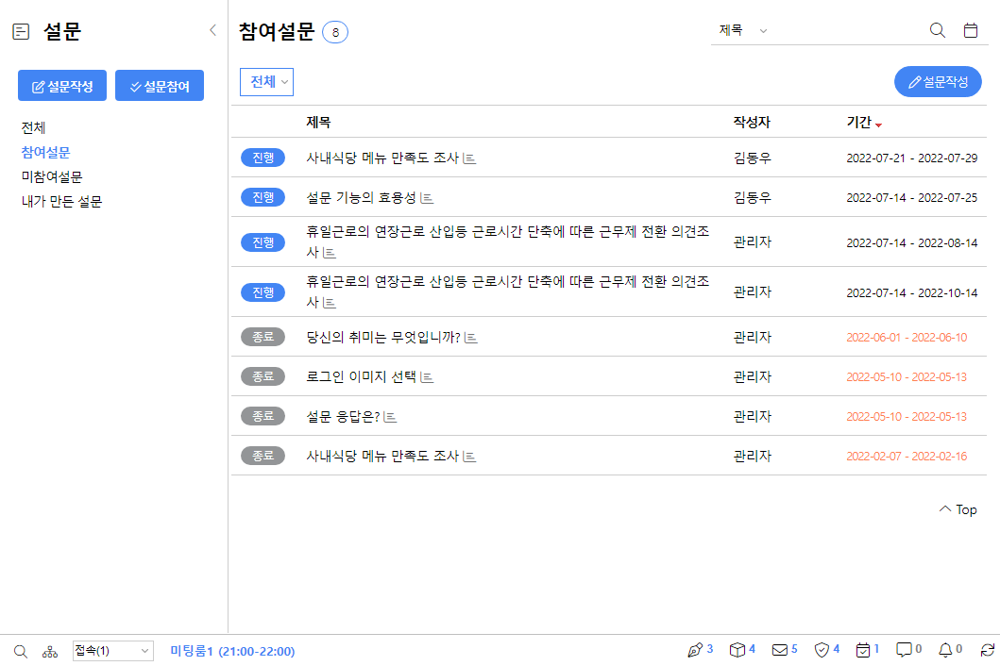 설문
참여설문 8
제목
설문작성
설문참여
전체
설문작성
전체
참여설문
미참여설문
내가 만든 설문
제목 작성자 기간
진행 사내식당 메뉴 만족도 조사 김동우 2022-07-21 - 2022-07-29
진행 설문 기능의 효용성 김동우 2022-07-14 - 2022-07-25
진행 휴일근로의 연장근로 산입등 근로시간 단축에 따른 근무제 전환 의견조
사 관리자 2022-07-14 - 2022-08-14
진행 휴일근로의 연장근로 산입등 근로시간 단축에 따른 근무제 전환 의견조
사 관리자 2022-07-14 - 2022-10-14
종료 당신의 취미는 무엇입니까? 관리자 2022-06-01 - 2022-06-10
종료 로그인 이미지 선택 관리자 2022-05-10 - 2022-05-13
종료 설문 응답은? 관리자 2022-05-10 - 2022-05-13
종료 사내식당 메뉴 만족도 조사 관리자 2022-02-07 - 2022-02-16
Top
접속(1) 미팅룸1 (21:00-22:00) 3 4 5 4 1 0 0